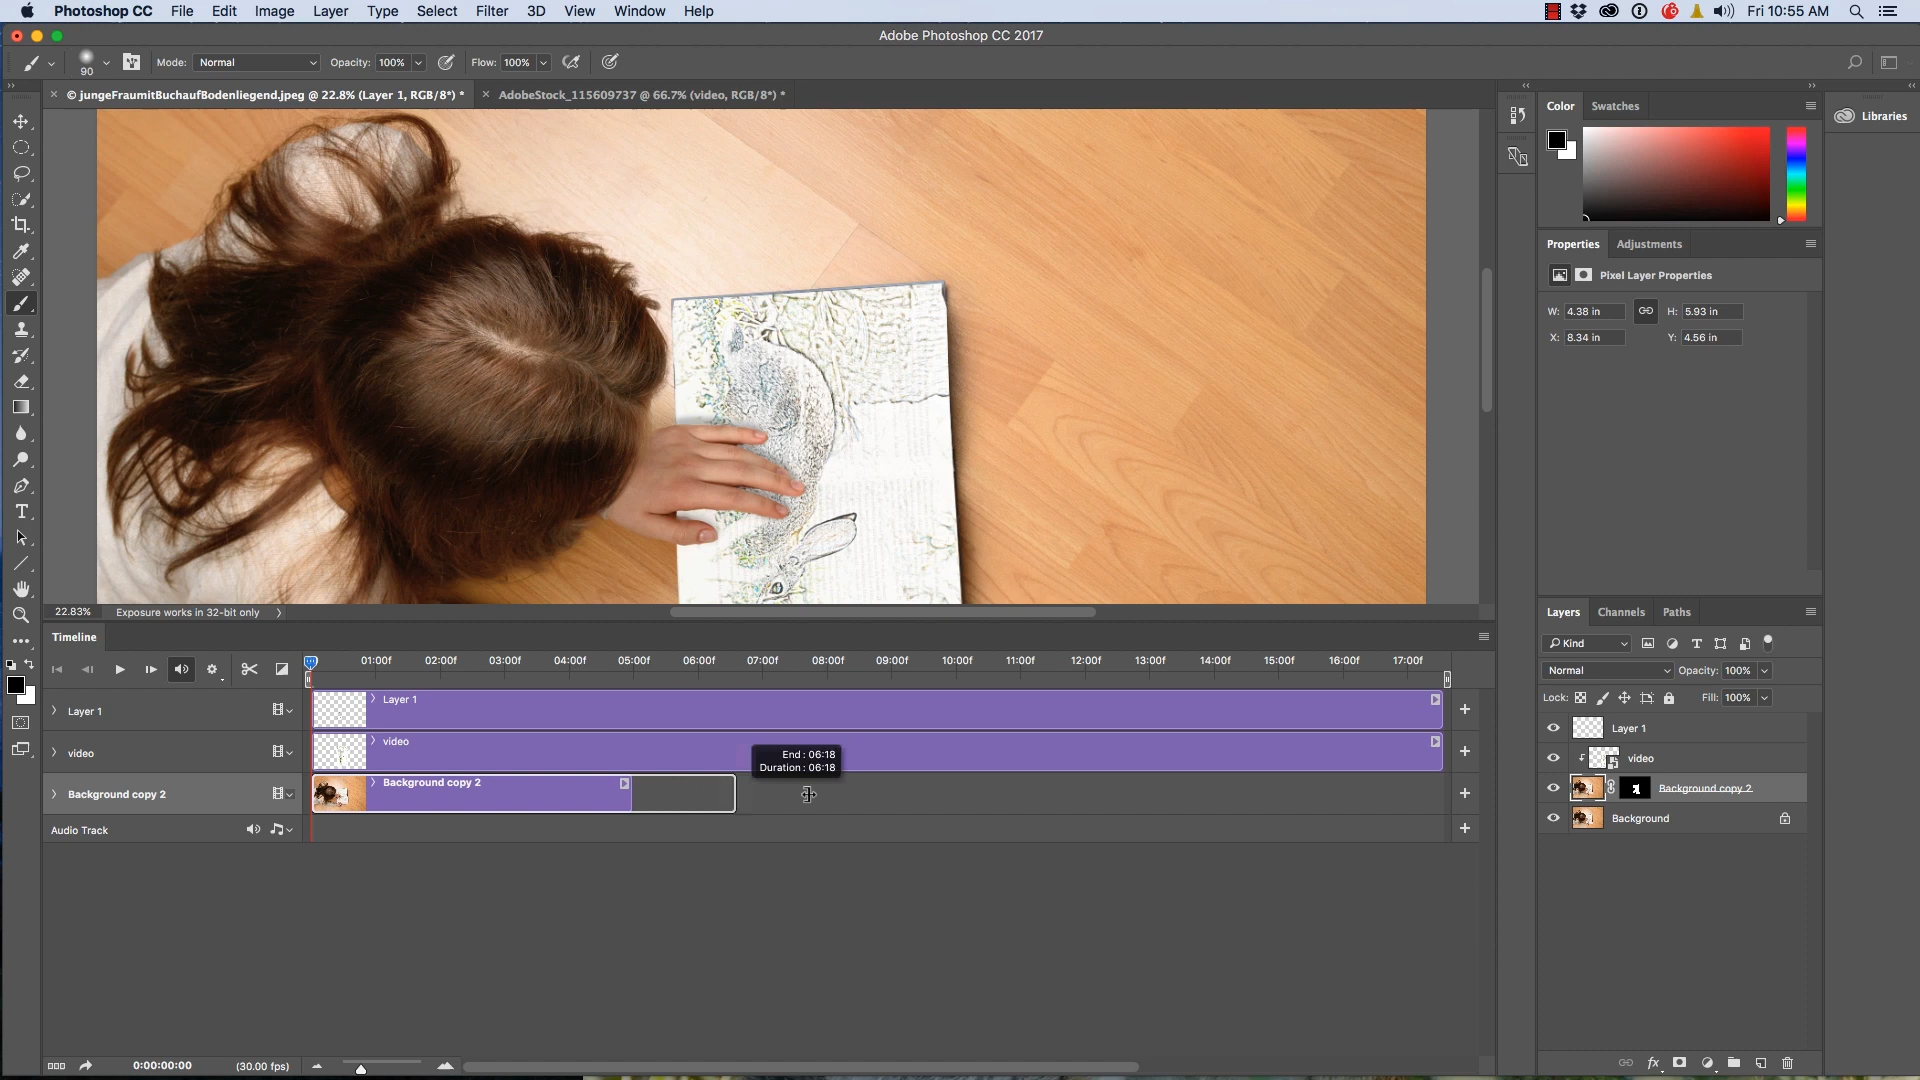 Photoshop CC File Edit Image Layer Type Select Filter 3D View Window Help Fri 10:55 AM
Adobe Photoshop CC 2017
90 Mode: Normal Opacity: 100% Flow: 100%
© jungeFraumitBuchaufBodenliegend.jpeg @ 22.8% (Layer 1, RGB/8*) * AdobeStock_115609737 @ 66.7% (video, RGB/8*) *
Color Swatches
Libraries
Properties Adjustments
Pixel Layer Properties
W: 4.38 in H: 5.93 in
X: 8.34 in Y: 4.56 in
22.83% Exposure works in 32-bit only
Timeline
01:00f 02:00f 03:00f 04:00f 05:00f 06:00f 07:00f 08:00f 09:00f 10:00f 11:00f 12:00f 13:00f 14:00f 15:00f 16:00f 17:00f
Layer 1 Layer 1
video video
End: 06:18
Duration: 06:18
Background copy 2 Background copy 2
Audio Track
0:00:00:00 (30.00 fps)
Layers Channels Paths
Kind
Normal Opacity: 100%
Lock: Fill: 100%
Layer 1
video
Background copy 2
Background
fx